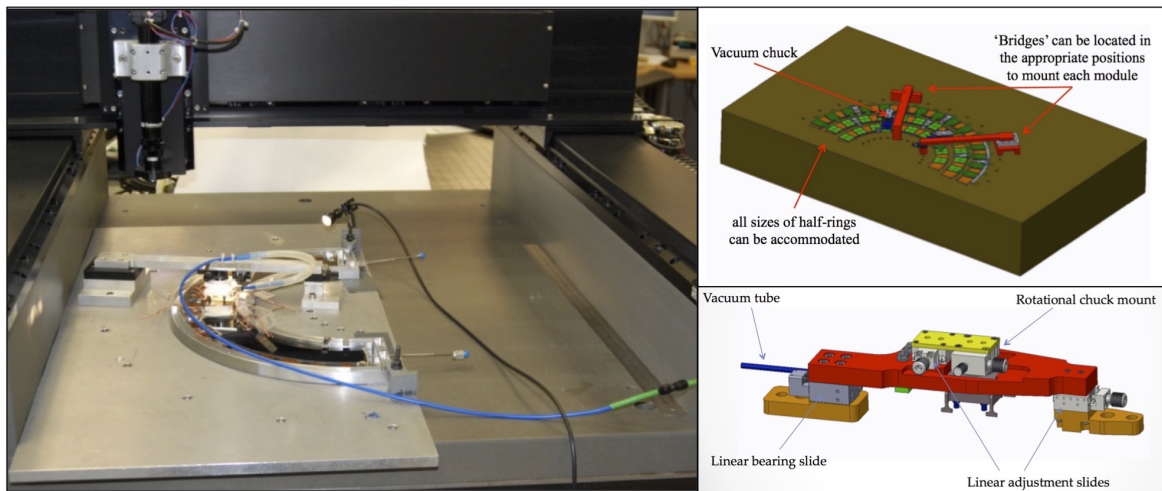 Vacuum chuck
‘Bridges’ can be located in
the appropriate positions
to mount each module
all sizes of half-rings
can be accommodated
Vacuum tube
Rotational chuck mount
Linear bearing slide
Linear adjustment slides